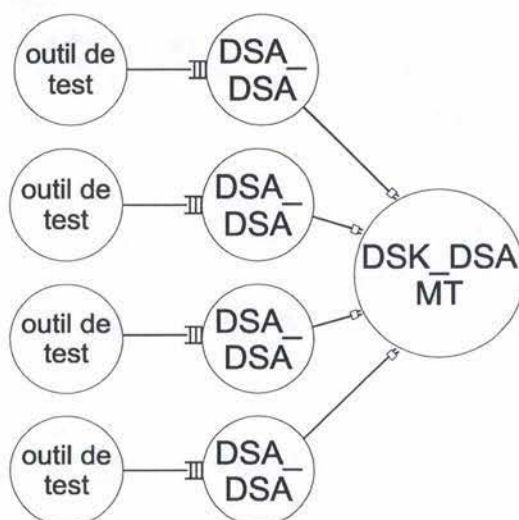 outil de
test
DSA_
DSA
outil de
test
DSA_
DSA
DSK_DSA
MT
outil de
test
DSA_
DSA
outil de
test
DSA_
DSA